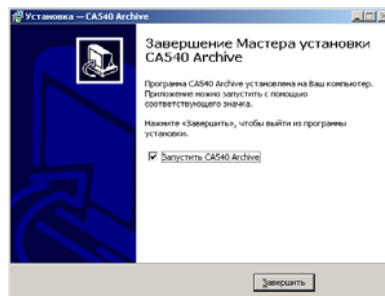 Установка — CA540 Archive
Завершение Мастера установки
CA540 Archive
Программа CA540 Archive установлена на Ваш компьютер.
Приложение можно запустить с помощью
соответствующего значка.
Нажмите «Завершить», чтобы выйти из программы
установки.
Запустить CA540 Archive
Завершить